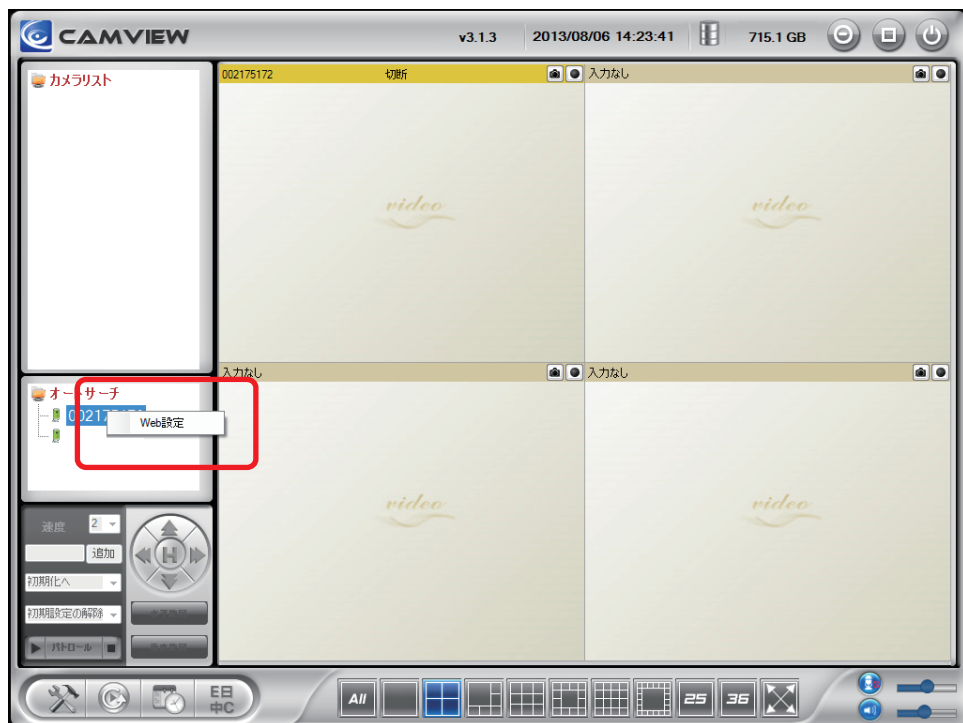 CAMVIEW
v3.1.3
2013/08/06 14:23:41
715.1 GB
カメラリスト
002175172
切断
入力なし
video
video
オートサーチ
Web設定
入力なし
入力なし
video
video
速度
2
追加
H
初期化へ
初期設定の解除
パトロール
All
25
36
EB
中C